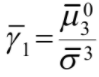 γ̅₁ = μ̅₃⁰ / σ̅³